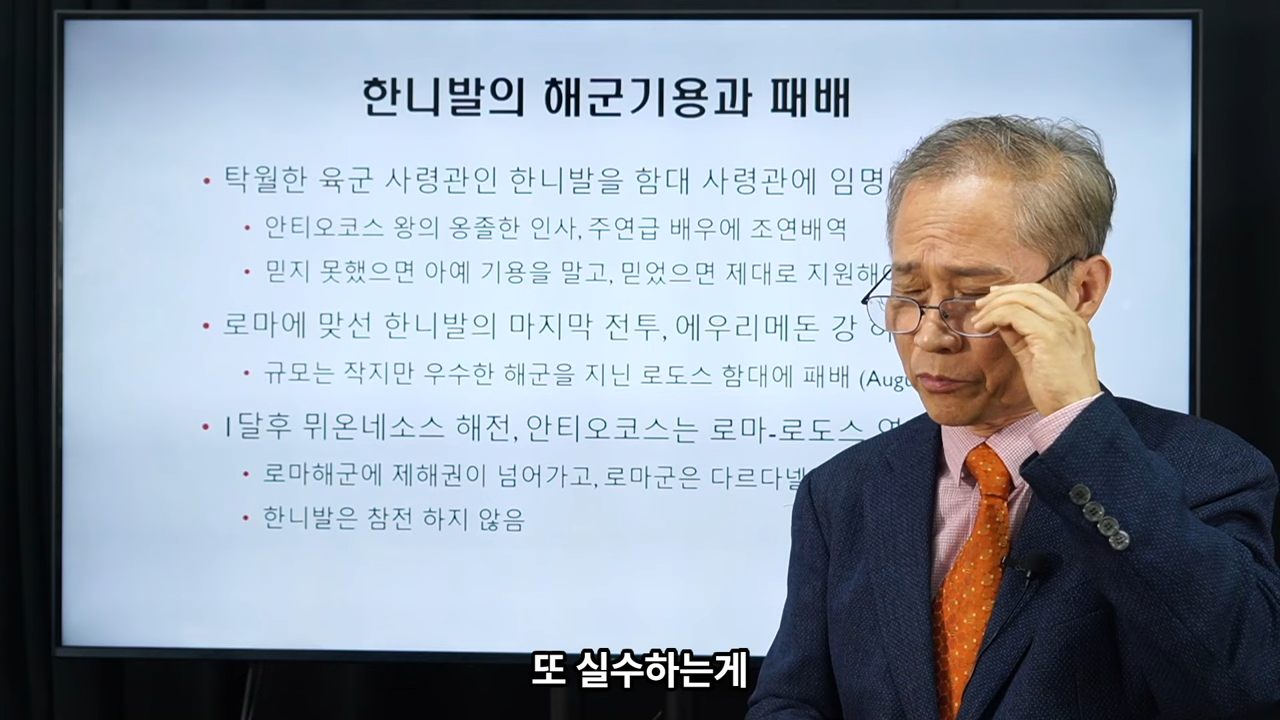 한니발의 해군기용과 패배
탁월한 육군 사령관인 한니발을 함대 사령관에 임명
안티오코스 왕의 옹졸한 인사, 주연급 배우에 조연배역
믿지 못했으면 아예 기용을 말고, 믿었으면 제대로 지원해
로마에 맞선 한니발의 마지막 전투, 에우리메돈 강
규모는 작지만 우수한 해군을 지닌 로도스 함대에 패배 (Augu
1달후 뮈온네소스 해전, 안티오코스는 로마-로도스
로마해군에 제해권이 넘어가고, 로마군은 다르다넬
한니발은 참전 하지 않음
또 실수하는게